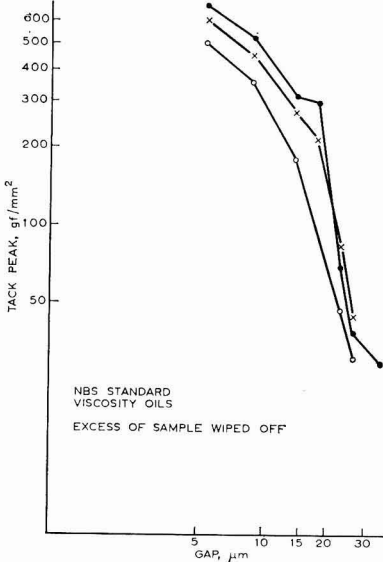 600
500
400
300
200
100
50
TACK PEAK, gf/mm²
NBS STANDARD
VISCOSITY OILS
EXCESS OF SAMPLE WIPED OFF
5 10 15 20 30
GAP, μm